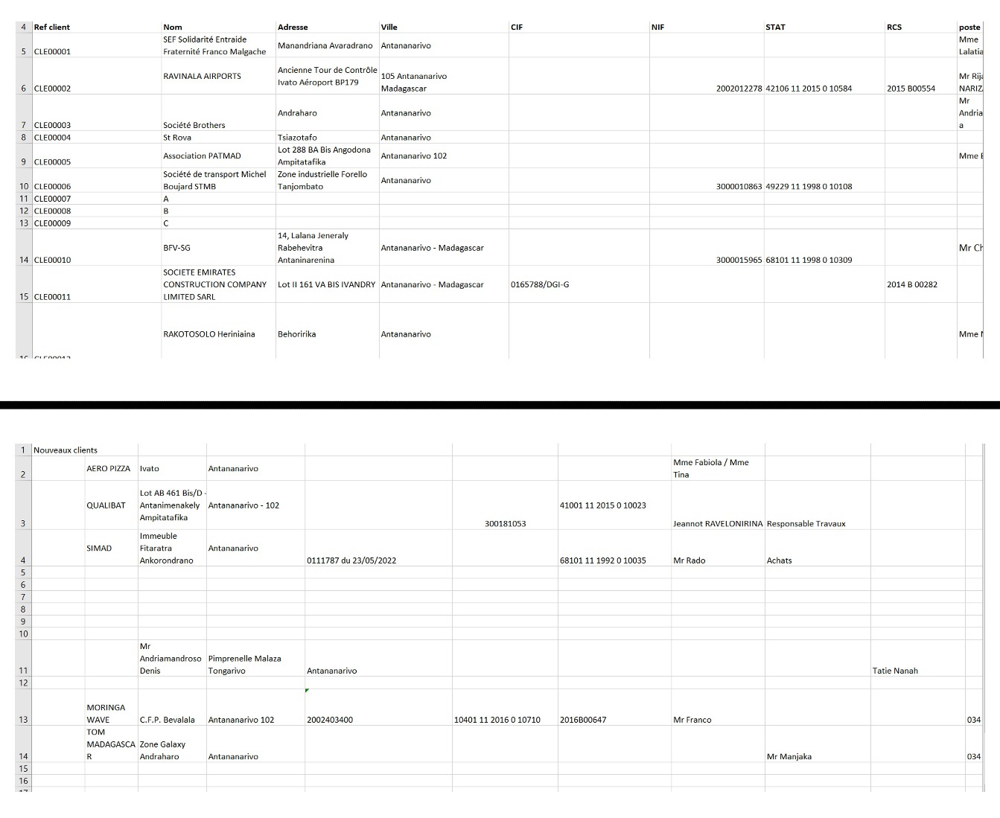 4 Ref client Nom Adresse Ville CIF NIF STAT RCS poste
SEF Solidarité Entraide Mme
5 CLE00001 Fraternité Franco Malgache Manandriana Avaradrano Antananarivo Lalatia
Ancienne Tour de Contrôle
RAVINALA AIRPORTS Ivato Aéroport BP179 105 Antananarivo Mr Rija
6 CLE00002 Madagascar 2002012278 42106 11 2015 0 10584 2015 B00554 NARIZ
Mr
Andraharo Antananarivo Andria
7 CLE00003 Société Brothers a
8 CLE00004 St Rova Tsiazotafo Antananarivo
Lot 288 BA Bis Angodona
9 CLE00005 Association PATMAD Ampitatafika Antananarivo 102 Mme
Société de transport Michel Zone industrielle Forello
10 CLE00006 Boujard STMB Tanjombato Antananarivo 3000010863 49229 11 1998 0 10108
11 CLE00007 A
12 CLE00008 B
13 CLE00009 C
14, Lalana Jeneraly
BFV-SG Rabehevitra Antananarivo - Madagascar Mr Ch
14 CLE00010 Antaninarenina 3000015965 68101 11 1998 0 10309
SOCIETE EMIRATES
CONSTRUCTION COMPANY Lot II 161 VA BIS IVANDRY Antananarivo - Madagascar 0165788/DGI-G 2014 B 00282
15 CLE00011 LIMITED SARL
RAKOTOSOLO Heriniaina Behoririka Antananarivo Mme
1 Nouveaux clients
AERO PIZZA Ivato Antananarivo Mme Fabiola / Mme
2 Tina
Lot AB 461 Bis/D -
QUALIBAT Antanimenakely Antananarivo - 102 41001 11 2015 0 10023
Ampitatafika
3 300181053 Jeannot RAVELONIRINA Responsable Travaux
Immeuble
SIMAD Fitaratra Antananarivo
4 Ankorondrano 0111787 du 23/05/2022 68101 11 1992 0 10035 Mr Rado Achats
5
6
7
8
9
10
Mr
Andriamandroso Pimprenelle Malaza
11 Denis Tongarivo Antananarivo Tatie Nanah
12
MORINGA
13 WAVE C.F.P. Bevalala Antananarivo 102 2002403400 10401 11 2016 0 10710 2016B00647 Mr Franco 034
TOM
MADAGASCA Zone Galaxy
14 R Andraharo Antananarivo Mr Manjaka 034
15
16